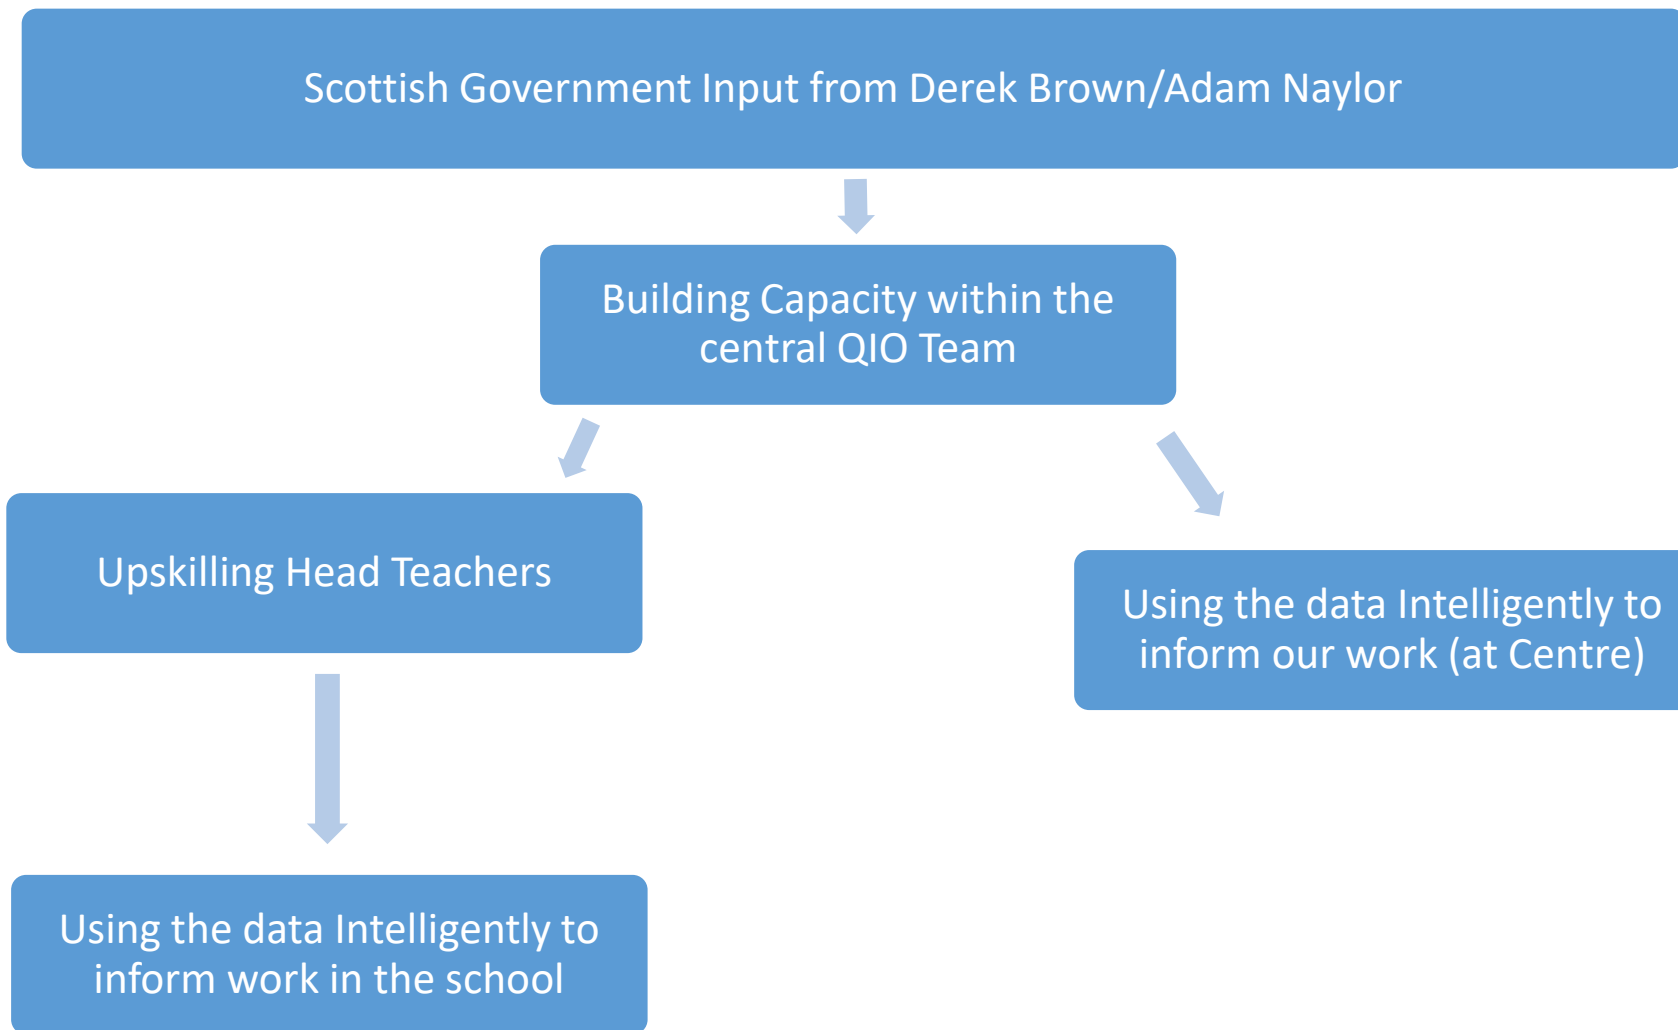 Scottish Government Input from Derek Brown/Adam Naylor
Building Capacity within the
central QIO Team
Upskilling Head Teachers
Using the data Intelligently to
inform our work (at Centre)
Using the data Intelligently to
inform work in the school